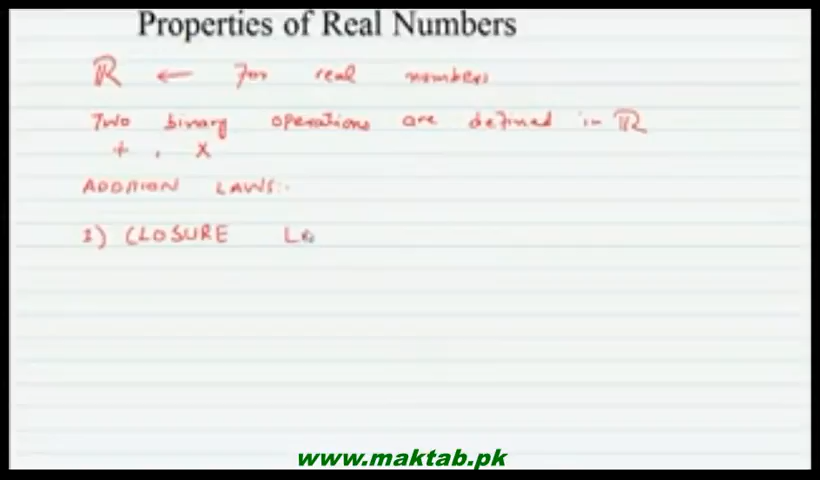 Properties of Real Numbers
ℝ ← For real numbers
Two binary operations are defined in ℝ
+ , ×
ADDITION LAWS:-
1) CLOSURE LA
www.maktab.pk